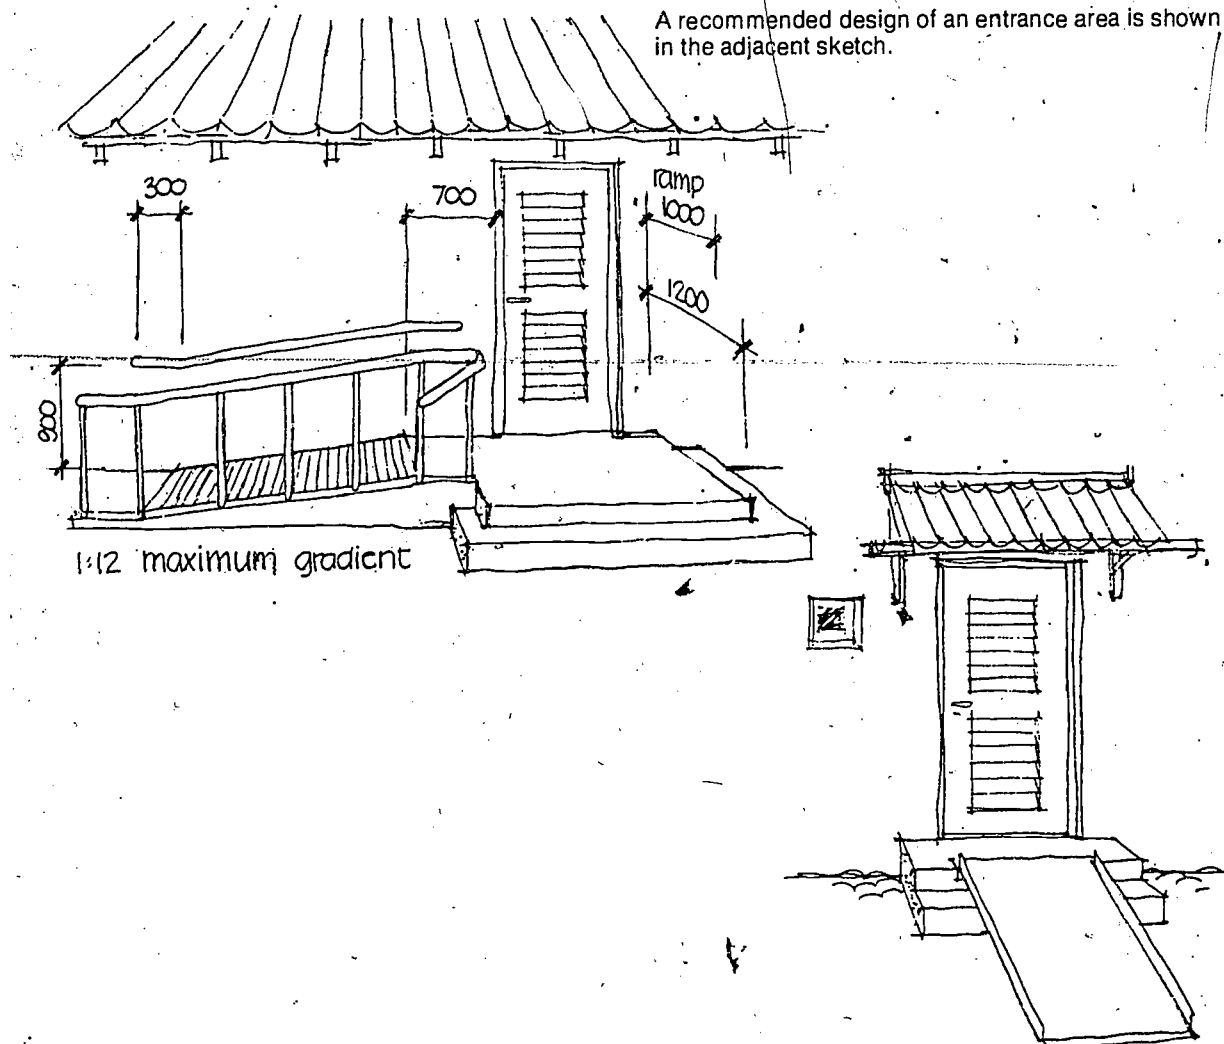 A recommended design of an entrance area is shown
in the adjacent sketch.
300
700
ramp
1000
1200
900
1:12 maximum gradient